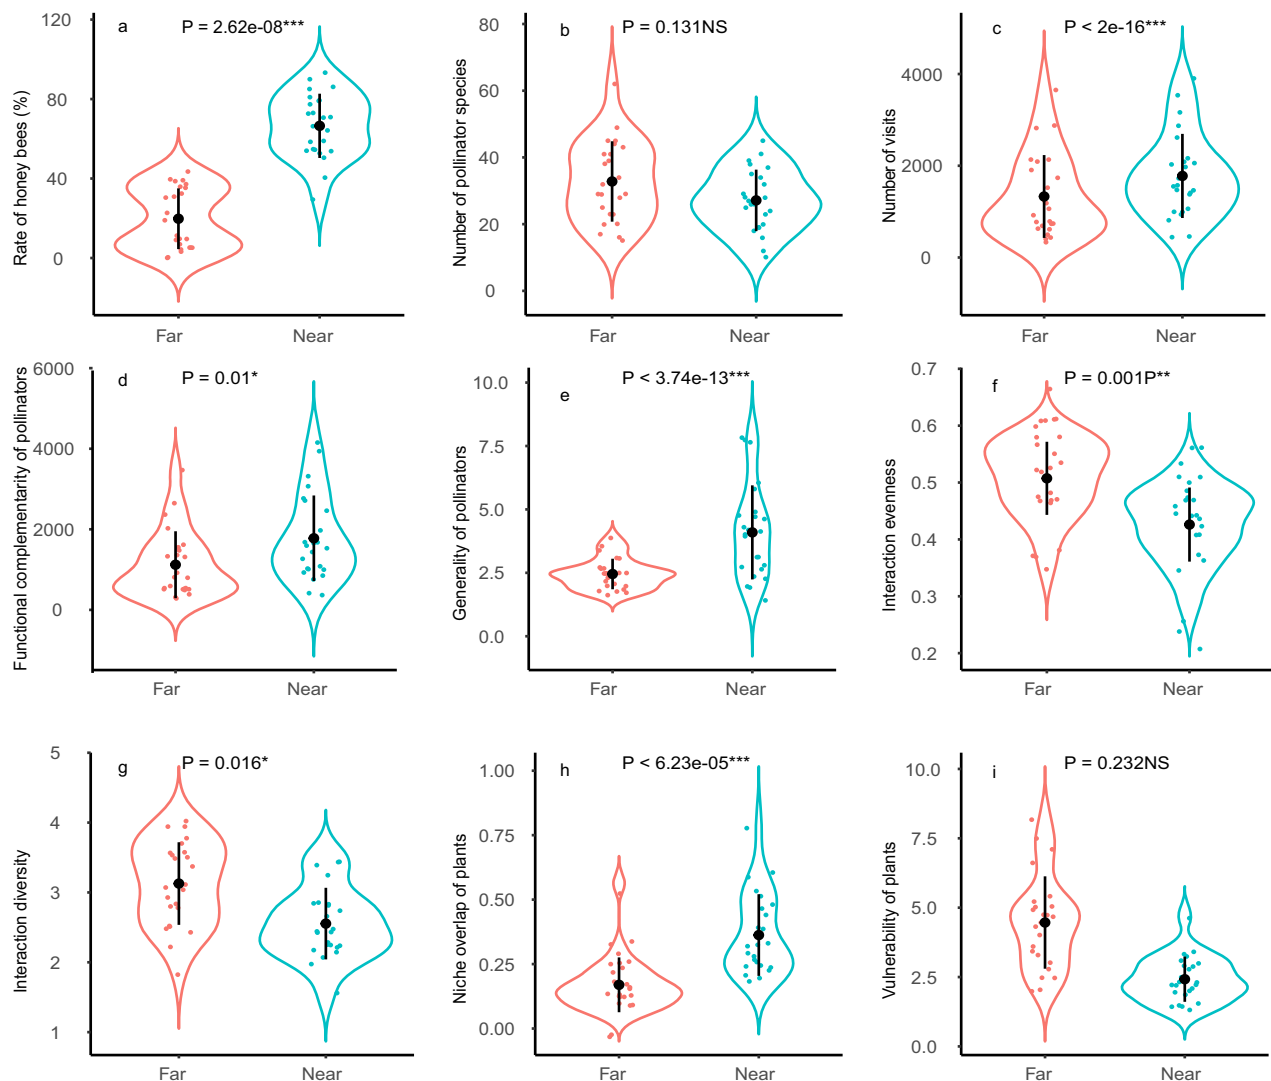 a
P = 2.62e-08***
Rate of honey bees (%)
120
80
40
0
Far
Near
b
P = 0.131NS
Number of pollinator species
80
60
40
20
0
Far
Near
c
P < 2e-16***
Number of visits
4000
2000
0
Far
Near
d
P = 0.01*
Functional complementarity of pollinators
6000
4000
2000
0
Far
Near
e
P < 3.74e-13***
Generality of pollinators
10.0
7.5
5.0
2.5
0.0
Far
Near
f
P = 0.001P**
Interaction evenness
0.7
0.6
0.5
0.4
0.3
0.2
Far
Near
g
P = 0.016*
Interaction diversity
5
4
3
2
1
Far
Near
h
P < 6.23e-05***
Niche overlap of plants
1.00
0.75
0.50
0.25
0.00
Far
Near
i
P = 0.232NS
Vulnerability of plants
10.0
7.5
5.0
2.5
0.0
Far
Near